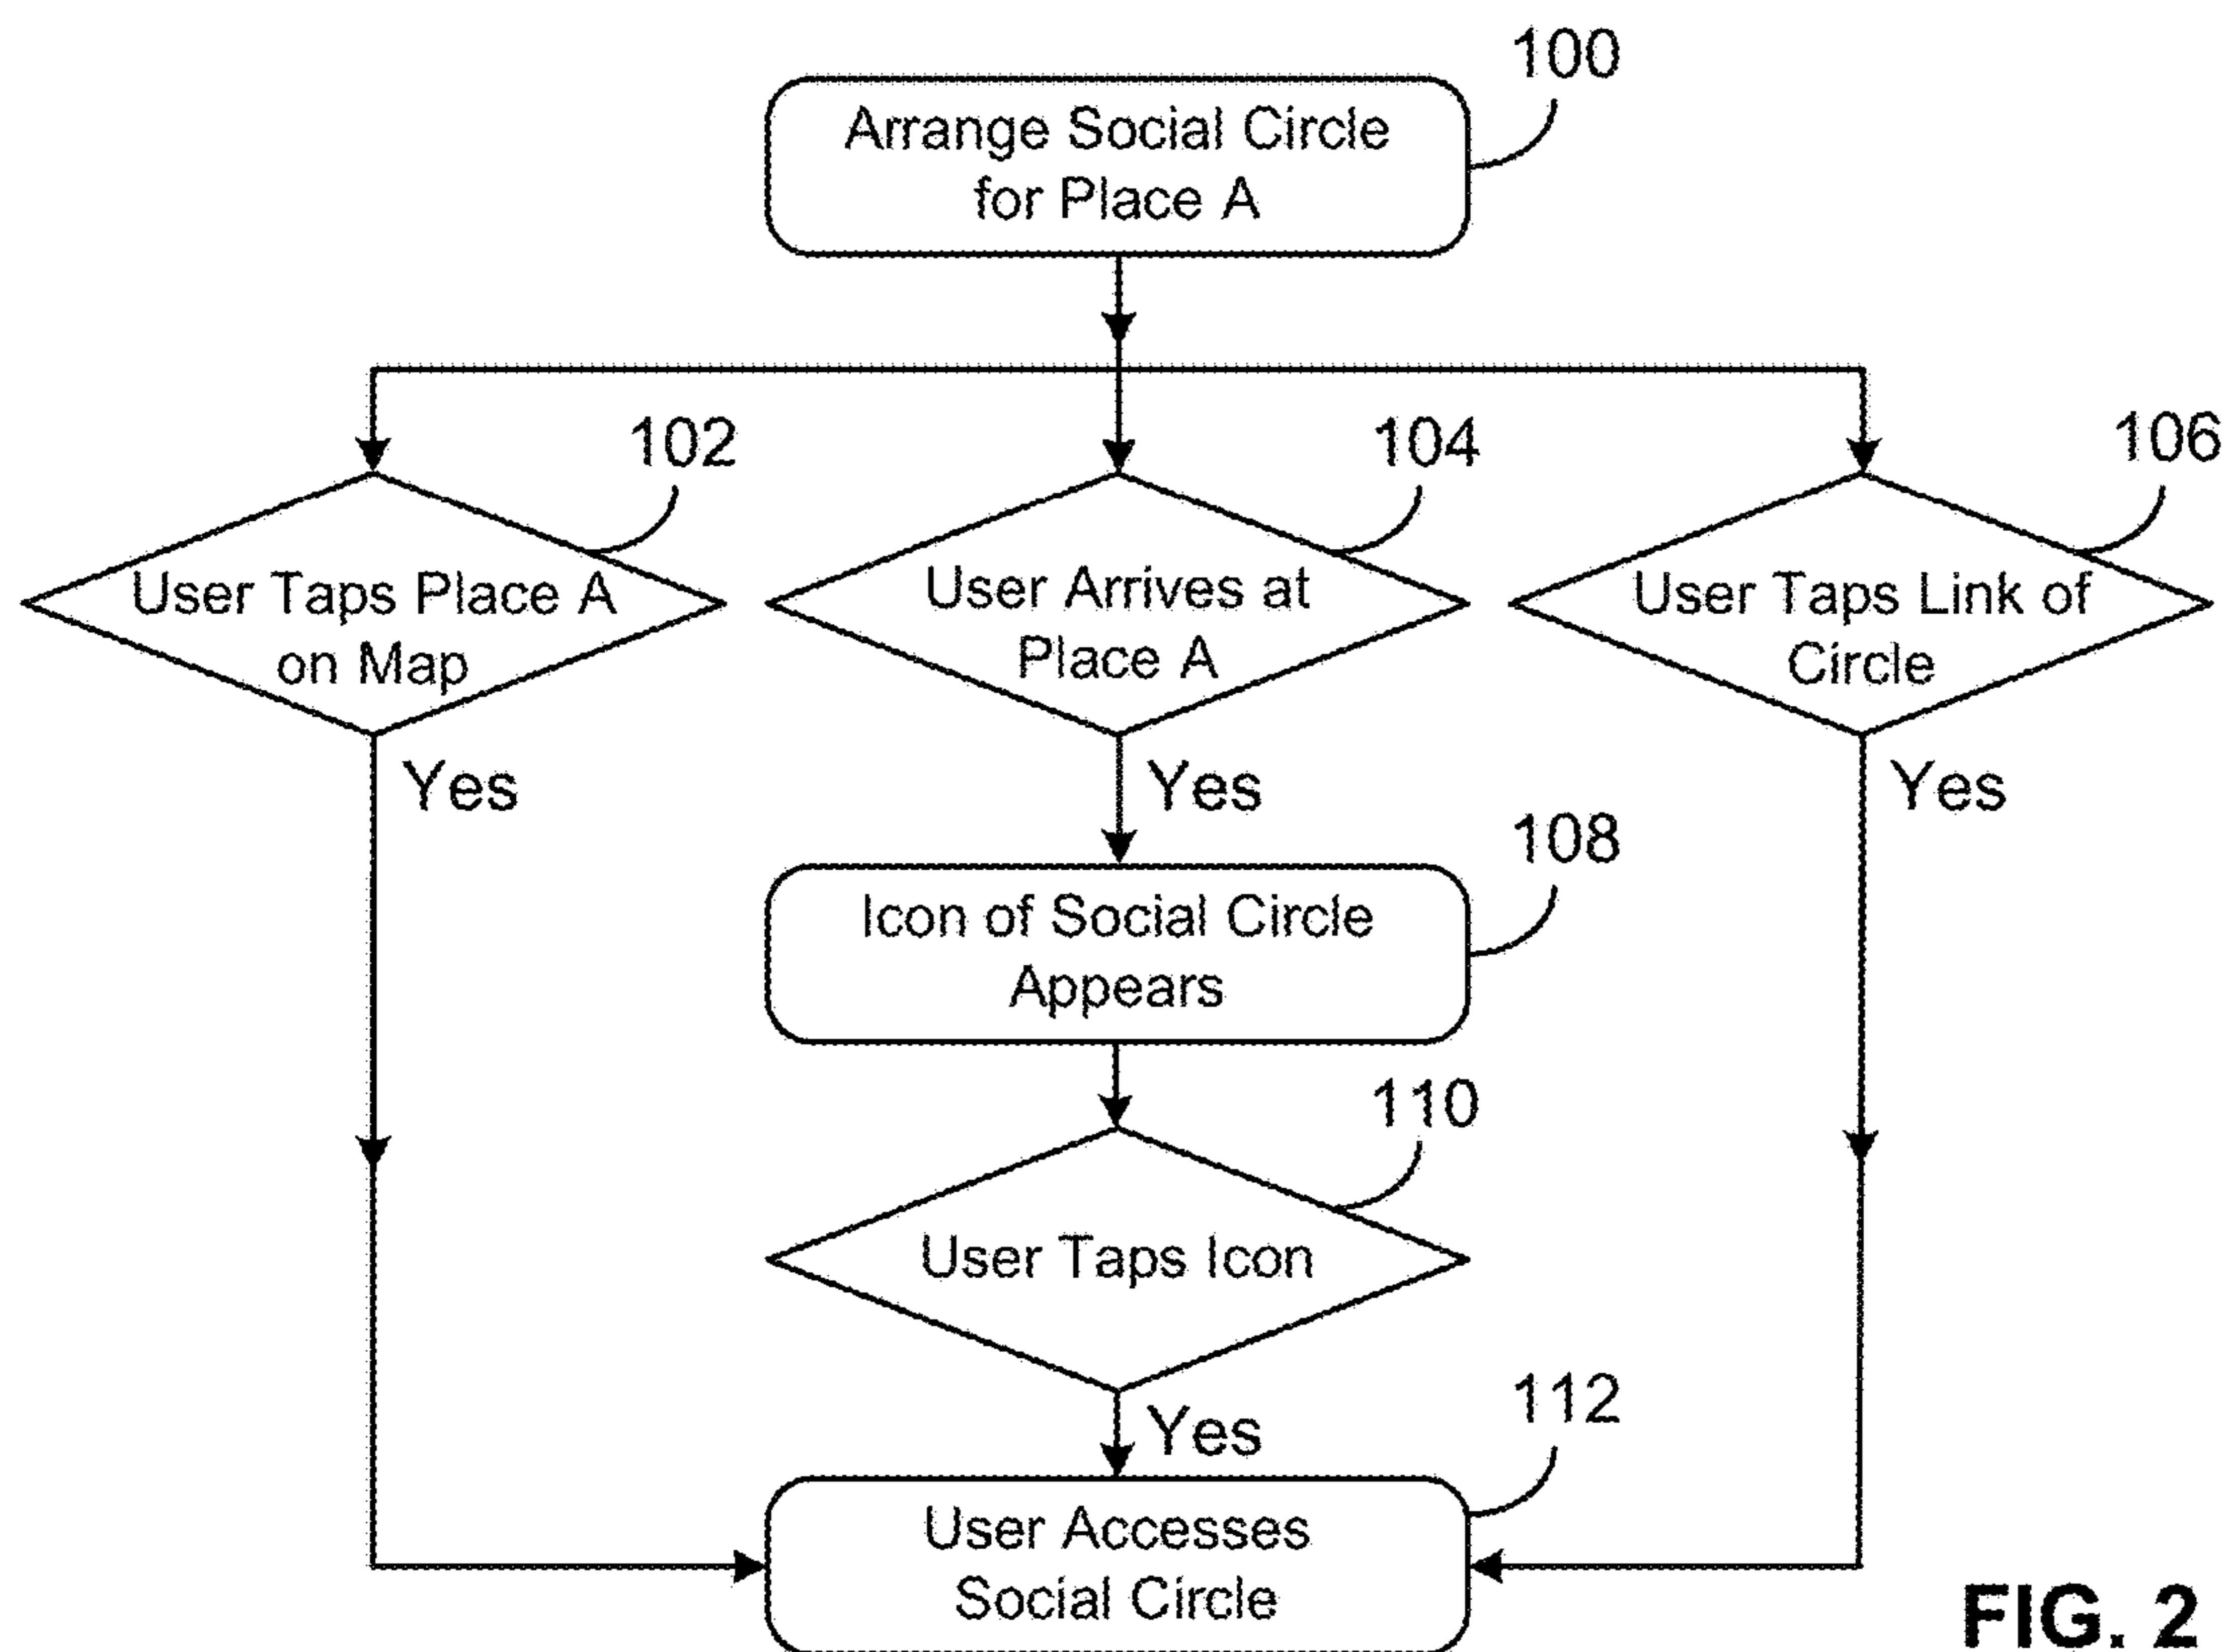 100
Arrange Social Circle
for Place A
102
104
106
User Taps Place A
on Map
User Arrives at
Place A
User Taps Link of
Circle
Yes
Yes
Yes
108
Icon of Social Circle
Appears
110
User Taps Icon
Yes
112
User Accesses
Social Circle
FIG. 2